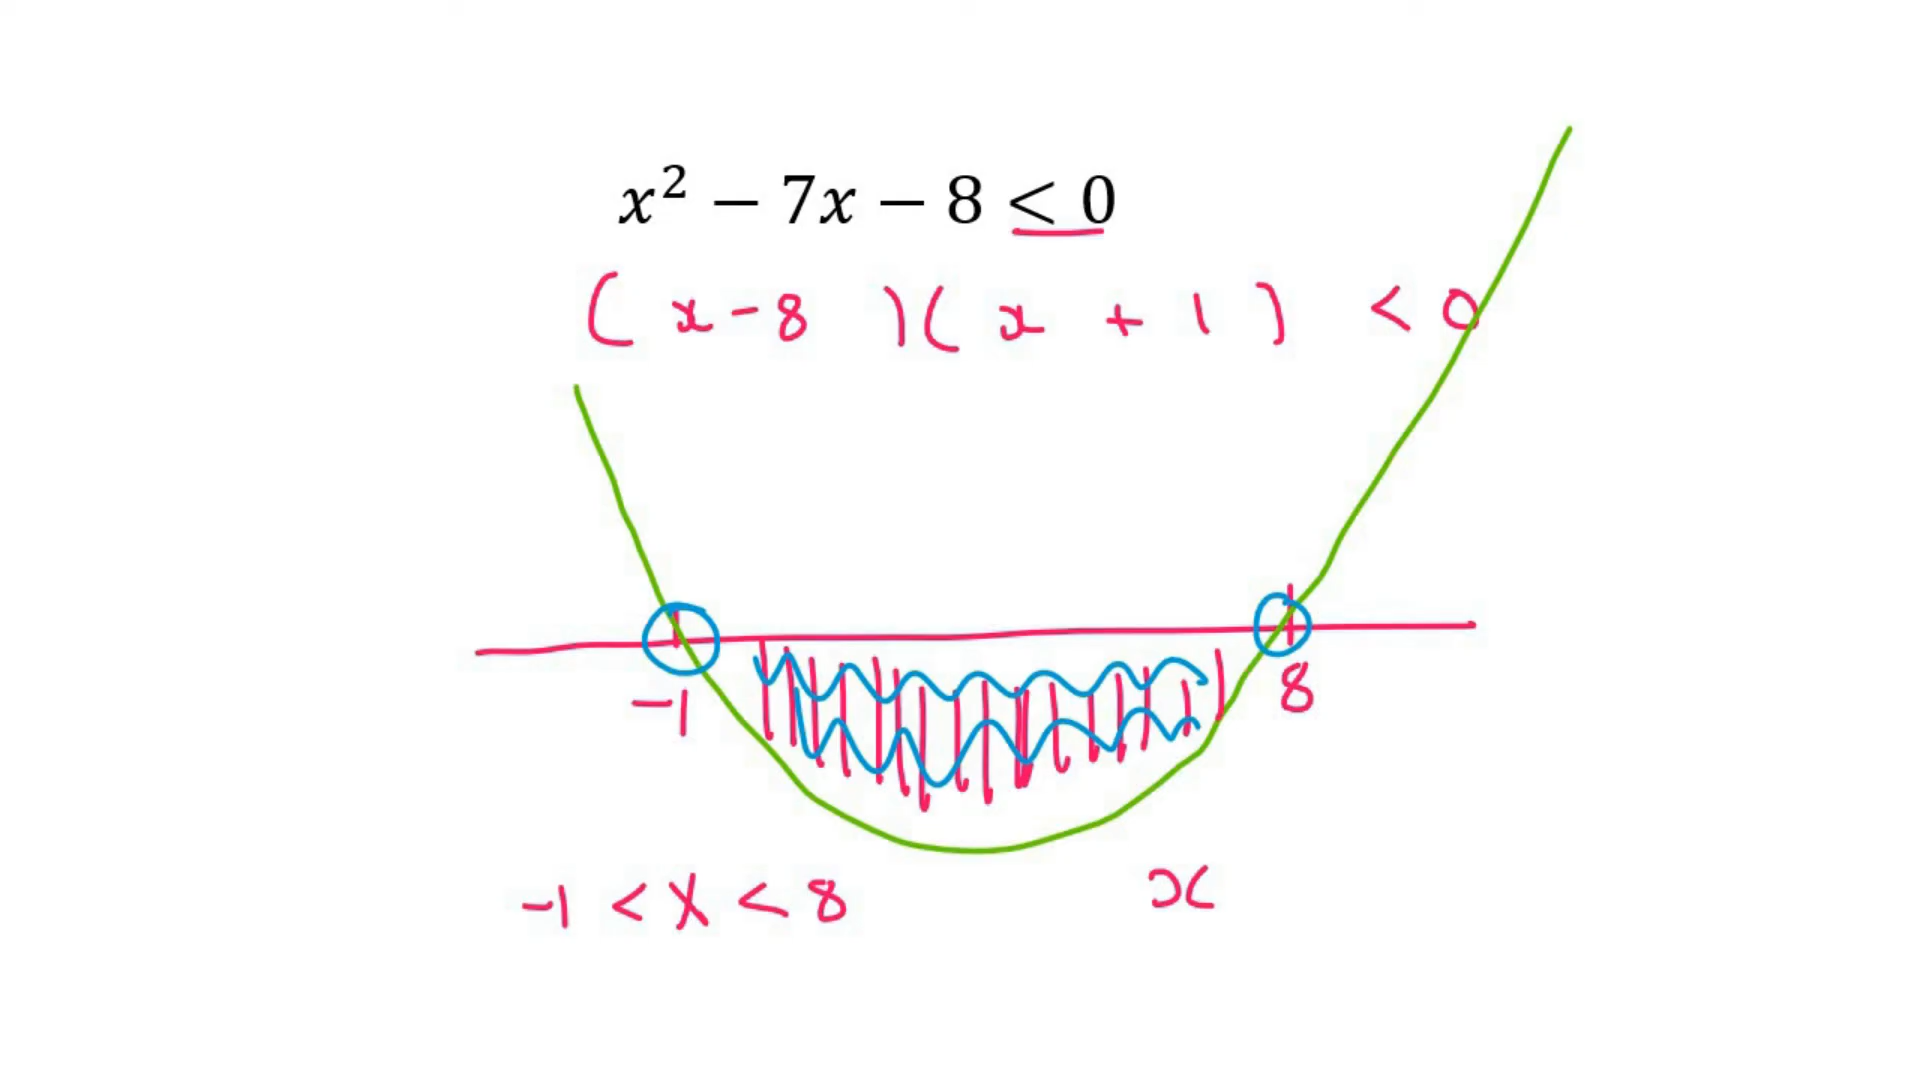 x² − 7x − 8 < 0
(x-8)(x + 1) < 0
-1 8
-1 < x < 8 x